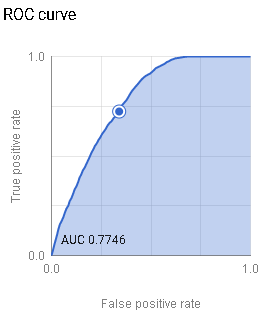 ROC curve
1.0
True positive rate
AUC 0.7746
0.0
0.0 1.0
False positive rate